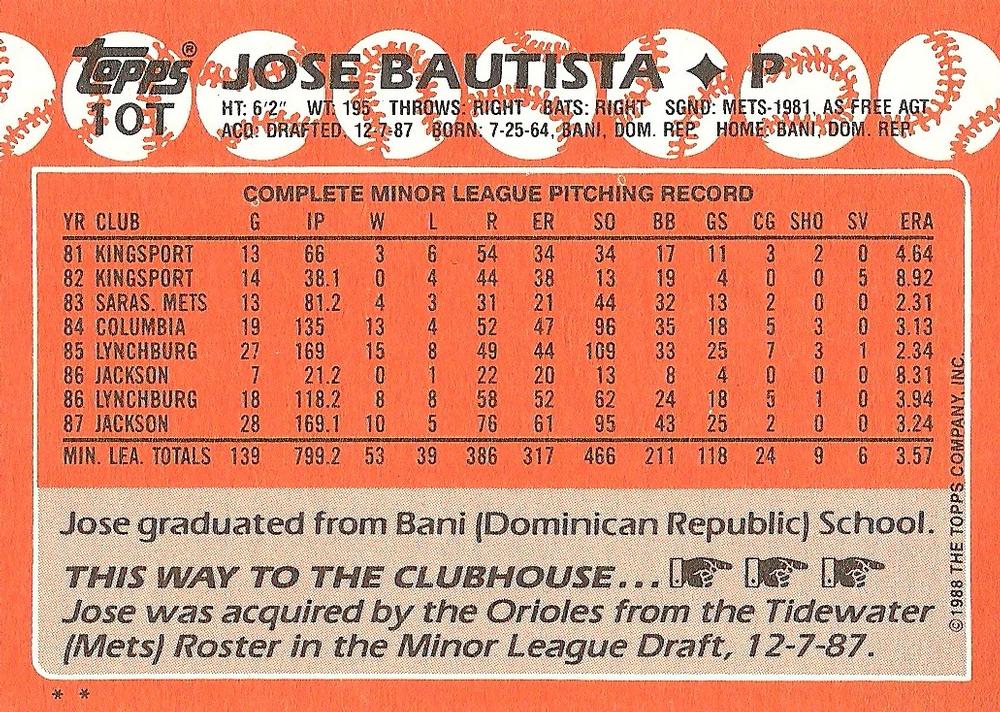 topps® JOSE BAUTISTA ✦ P
10T
HT: 6'2" WT: 195 THROWS: RIGHT BATS: RIGHT SGND: METS-1981, AS FREE AGT.
ACQ: DRAFTED, 12-7-87 BORN: 7-25-64, BANI, DOM. REP. HOME: BANI, DOM. REP.
COMPLETE MINOR LEAGUE PITCHING RECORD
YR CLUB G IP W L R ER SO BB GS CG SHO SV ERA
81 KINGSPORT 13 66 3 6 54 34 34 17 11 3 2 0 4.64
82 KINGSPORT 14 38.1 0 4 44 38 13 19 4 0 0 5 8.92
83 SARAS. METS 13 81.2 4 3 31 21 44 32 13 2 0 0 2.31
84 COLUMBIA 19 135 13 4 52 47 96 35 18 5 3 0 3.13
85 LYNCHBURG 27 169 15 8 49 44 109 33 25 7 3 1 2.34
86 JACKSON 7 21.2 0 1 22 20 13 8 4 0 0 0 8.31
86 LYNCHBURG 18 118.2 8 8 58 52 62 24 18 5 1 0 3.94
87 JACKSON 28 169.1 10 5 76 61 95 43 25 2 0 0 3.24
MIN. LEA. TOTALS 139 799.2 53 39 386 317 466 211 118 24 9 6 3.57
Jose graduated from Bani (Dominican Republic) School.
THIS WAY TO THE CLUBHOUSE...
Jose was acquired by the Orioles from the Tidewater
(Mets) Roster in the Minor League Draft, 12-7-87.
© 1988 THE TOPPS COMPANY, INC.
* *